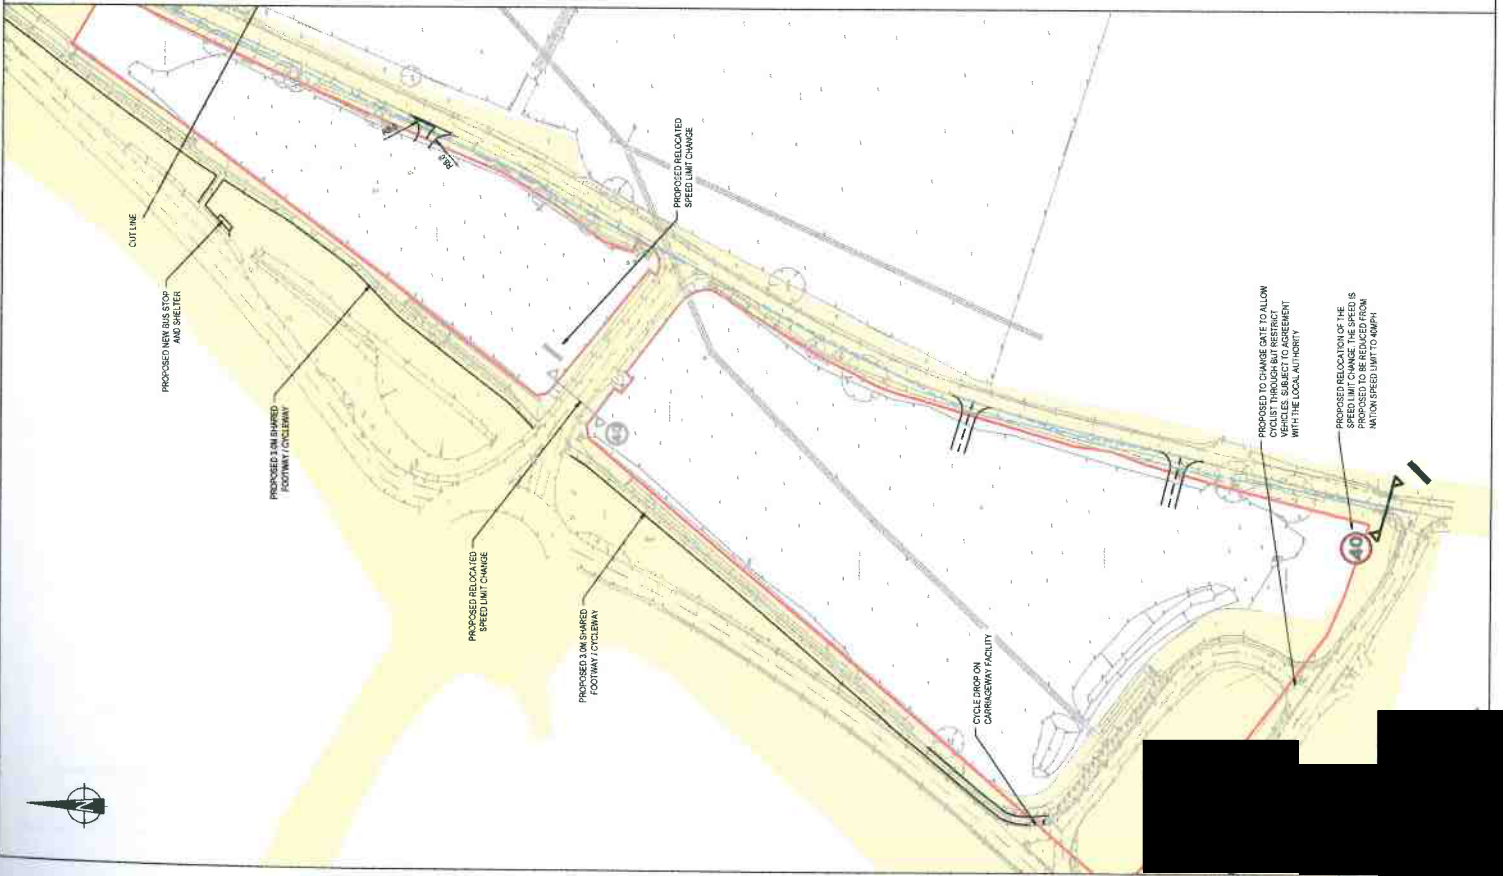 CUT LINE
PROPOSED NEW BUS STOP
AND SHELTER
PROPOSED 3.0M SHARED
FOOTWAY / CYCLEWAY
PROPOSED RELOCATED
SPEED LIMIT CHANGE
PROPOSED RELOCATED
SPEED LIMIT CHANGE
PROPOSED 3.0M SHARED
FOOTWAY / CYCLEWAY
CYCLE DROP ON
CARRIAGEWAY FACILITY
PROPOSED TO CHANGE GATE TO ALLOW
CYCLIST THROUGH BUT RESTRICT
VEHICLES. SUBJECT TO AGREEMENT
WITH THE LOCAL AUTHORITY
PROPOSED RELOCATION OF THE
SPEED LIMIT CHANGE. THE SPEED IS
PROPOSED TO BE REDUCED FROM
NATION SPEED LIMIT TO 40MPH
40
N